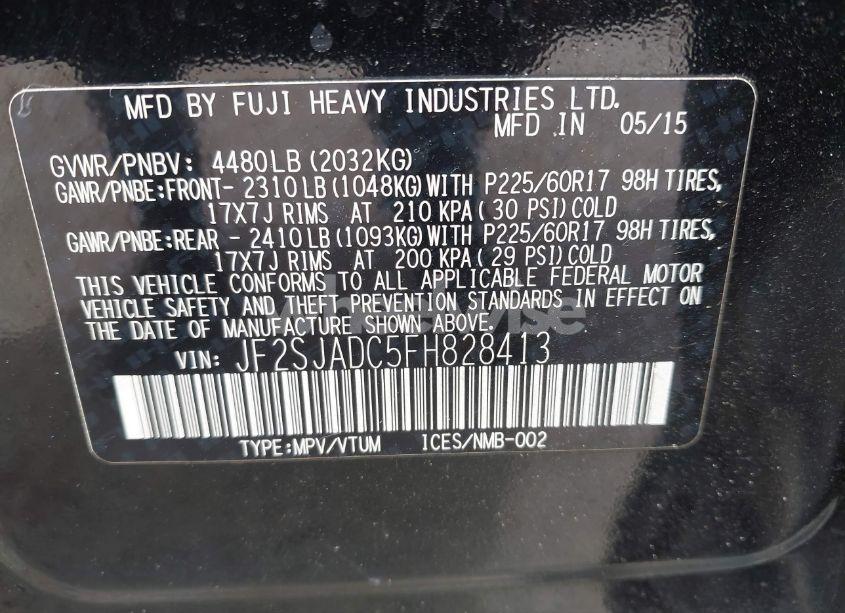 MFD BY FUJI HEAVY INDUSTRIES LTD.
MFD IN 05/15
GVWR/PNBV: 4480LB(2032KG)
GAWR/PNBE:FRONT- 2310LB(1048KG)WITH P225/60R17 98H TIRES,
17X7J RIMS AT 210 KPA(30 PSI)COLD
GAWR/PNBE:REAR - 2410LB(1093KG)WITH P225/60R17 98H TIRES,
17X7J RIMS AT 200 KPA(29 PSI)COLD
THIS VEHICLE CONFORMS TO ALL APPLICABLE FEDERAL MOTOR
VEHICLE SAFETY AND THEFT PREVENTION STANDARDS IN EFFECT ON
THE DATE OF MANUFACTURE SHOWN ABOVE.
VIN: JF2SJADC5FH828413
TYPE:MPV/VTUM ICES/NMB-002